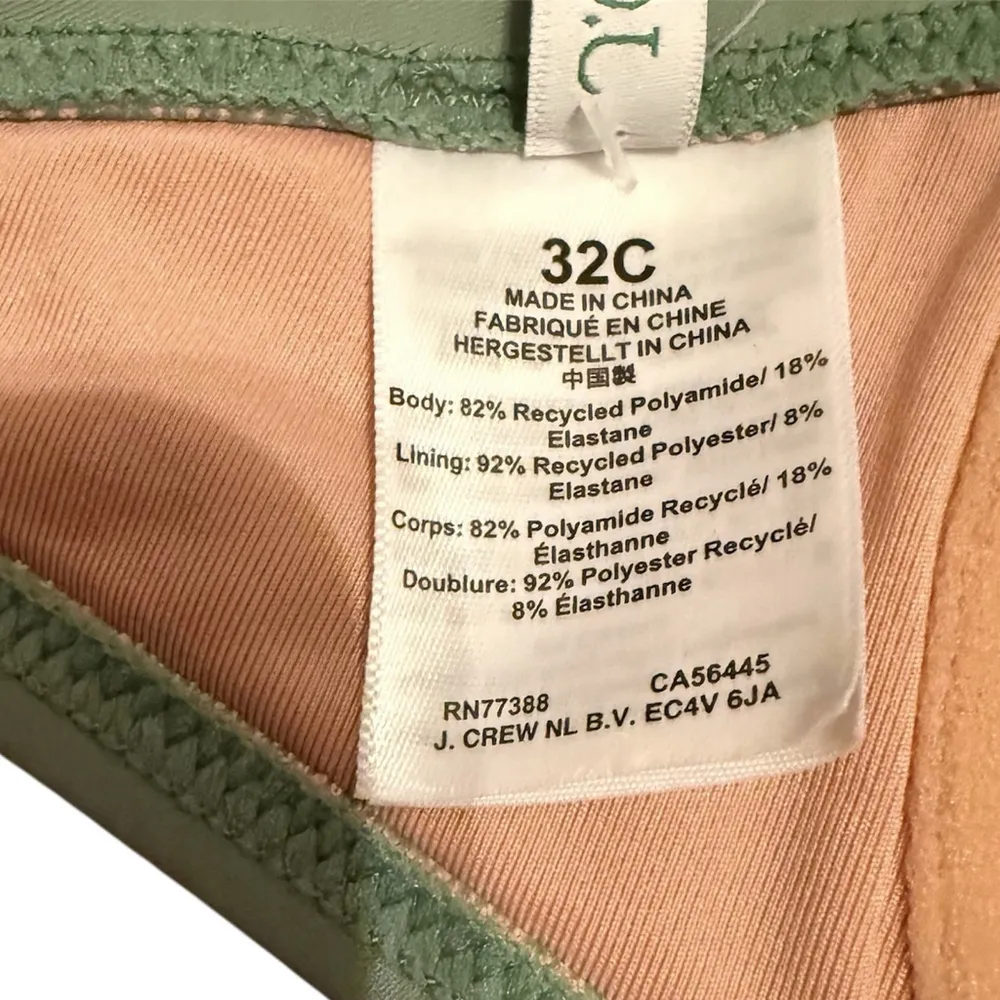 32C
MADE IN CHINA
FABRIQUÉ EN CHINE
HERGESTELLT IN CHINA
中国製
Body: 82% Recycled Polyamide/ 18%
Elastane
Lining: 92% Recycled Polyester/ 8%
Elastane
Corps: 82% Polyamide Recyclé/ 18%
Élasthanne
Doublure: 92% Polyester Recyclé/
8% Élasthanne
RN77388 CA56445
J. CREW NL B.V. EC4V 6JA